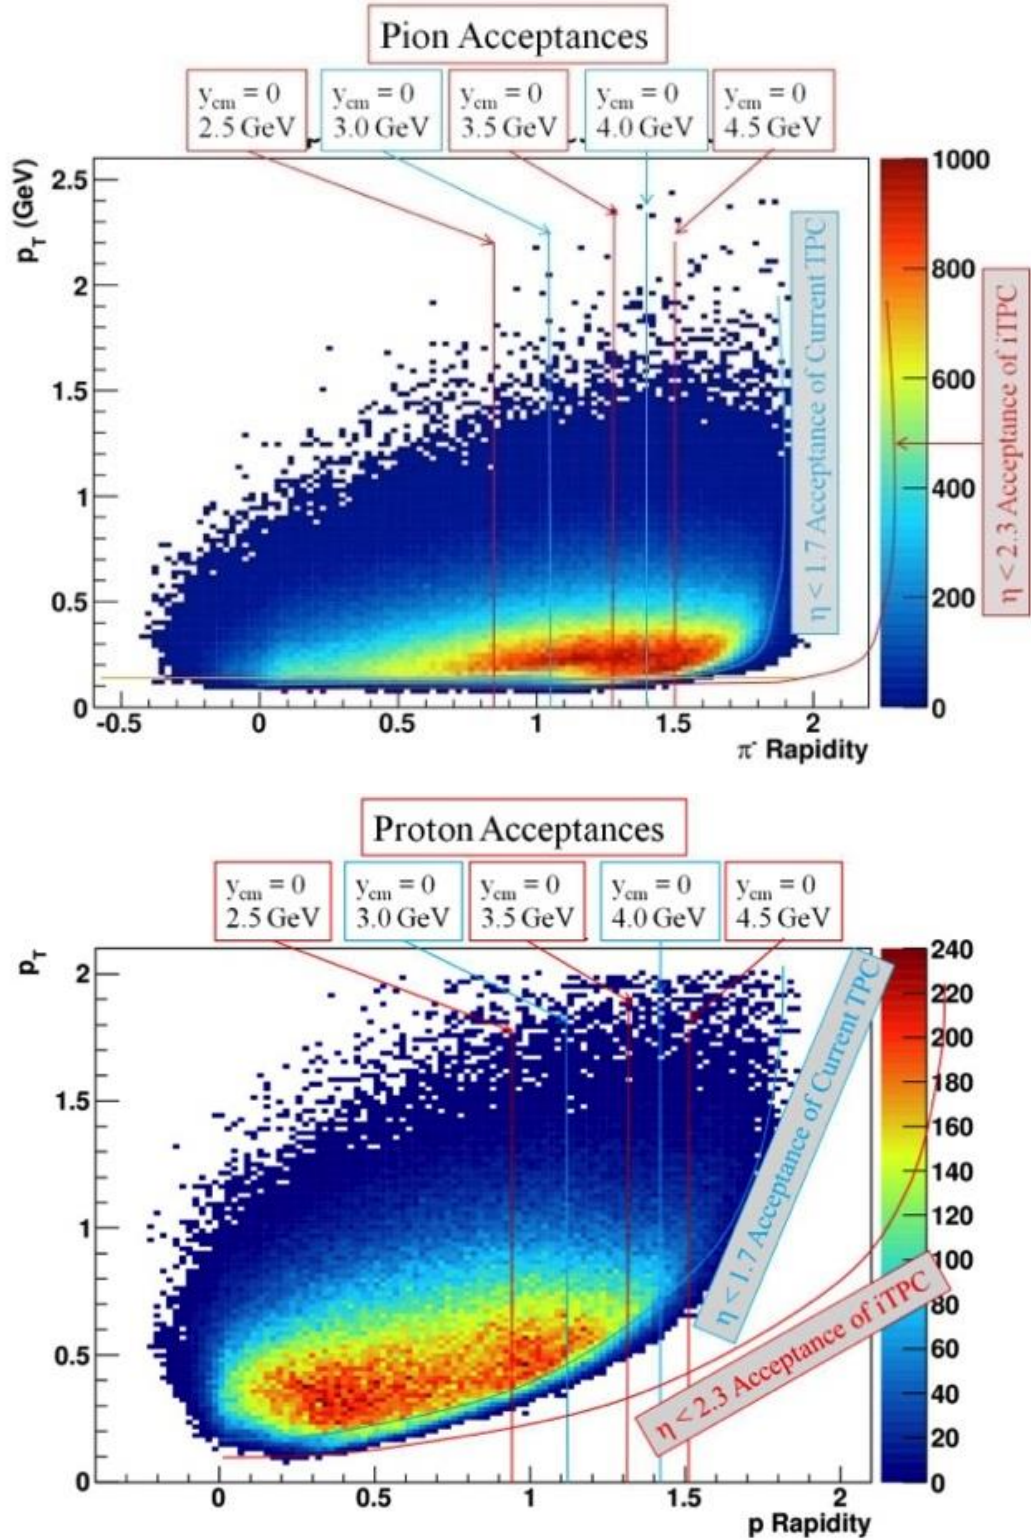 Pion Acceptances
y_cm = 0
2.5 GeV
y_cm = 0
3.0 GeV
y_cm = 0
3.5 GeV
y_cm = 0
4.0 GeV
y_cm = 0
4.5 GeV
p_T (GeV)
2.5
2
1.5
1
0.5
0
-0.5
0
0.5
1
1.5
2
π⁻ Rapidity
1000
800
600
400
200
0
η < 1.7 Acceptance of Current TPC
η < 2.3 Acceptance of iTPC
Proton Acceptances
y_cm = 0
2.5 GeV
y_cm = 0
3.0 GeV
y_cm = 0
3.5 GeV
y_cm = 0
4.0 GeV
y_cm = 0
4.5 GeV
p_T
2
1.5
1
0.5
0
0
0.5
1
1.5
2
p Rapidity
240
220
200
180
160
140
120
100
80
60
40
20
0
η < 1.7 Acceptance of Current TPC
η < 2.3 Acceptance of iTPC